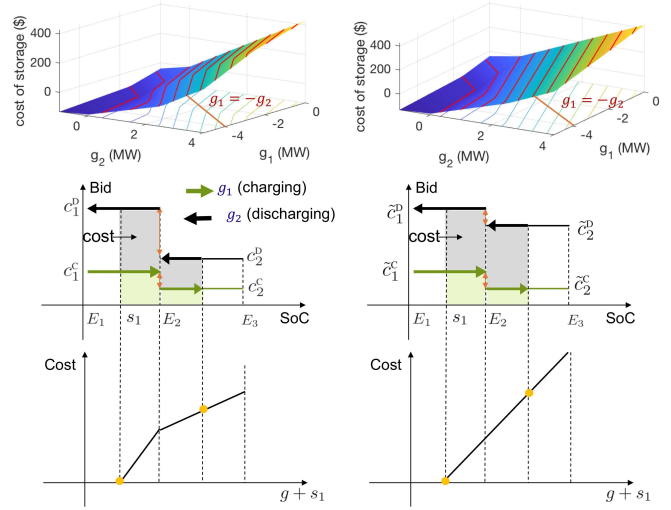 cost of storage ($)
400
200
0
g₁ = −g₂
0
2
4
g₂ (MW)
-4
-2
0
g₁ (MW)
cost of storage ($)
400
200
0
g₁ = −g₂
0
2
4
g₂ (MW)
-4
-2
0
g₁ (MW)
Bid
g₁ (charging)
g₂ (discharging)
c₁ᴰ
cost
c₂ᴰ
c₁ᶜ
c₂ᶜ
E₁
s₁
E₂
E₃
SoC
Bid
c̃₁ᴰ
cost
c̃₂ᴰ
c̃₁ᶜ
c̃₂ᶜ
E₁
s₁
E₂
E₃
SoC
Cost
g + s₁
Cost
g + s₁